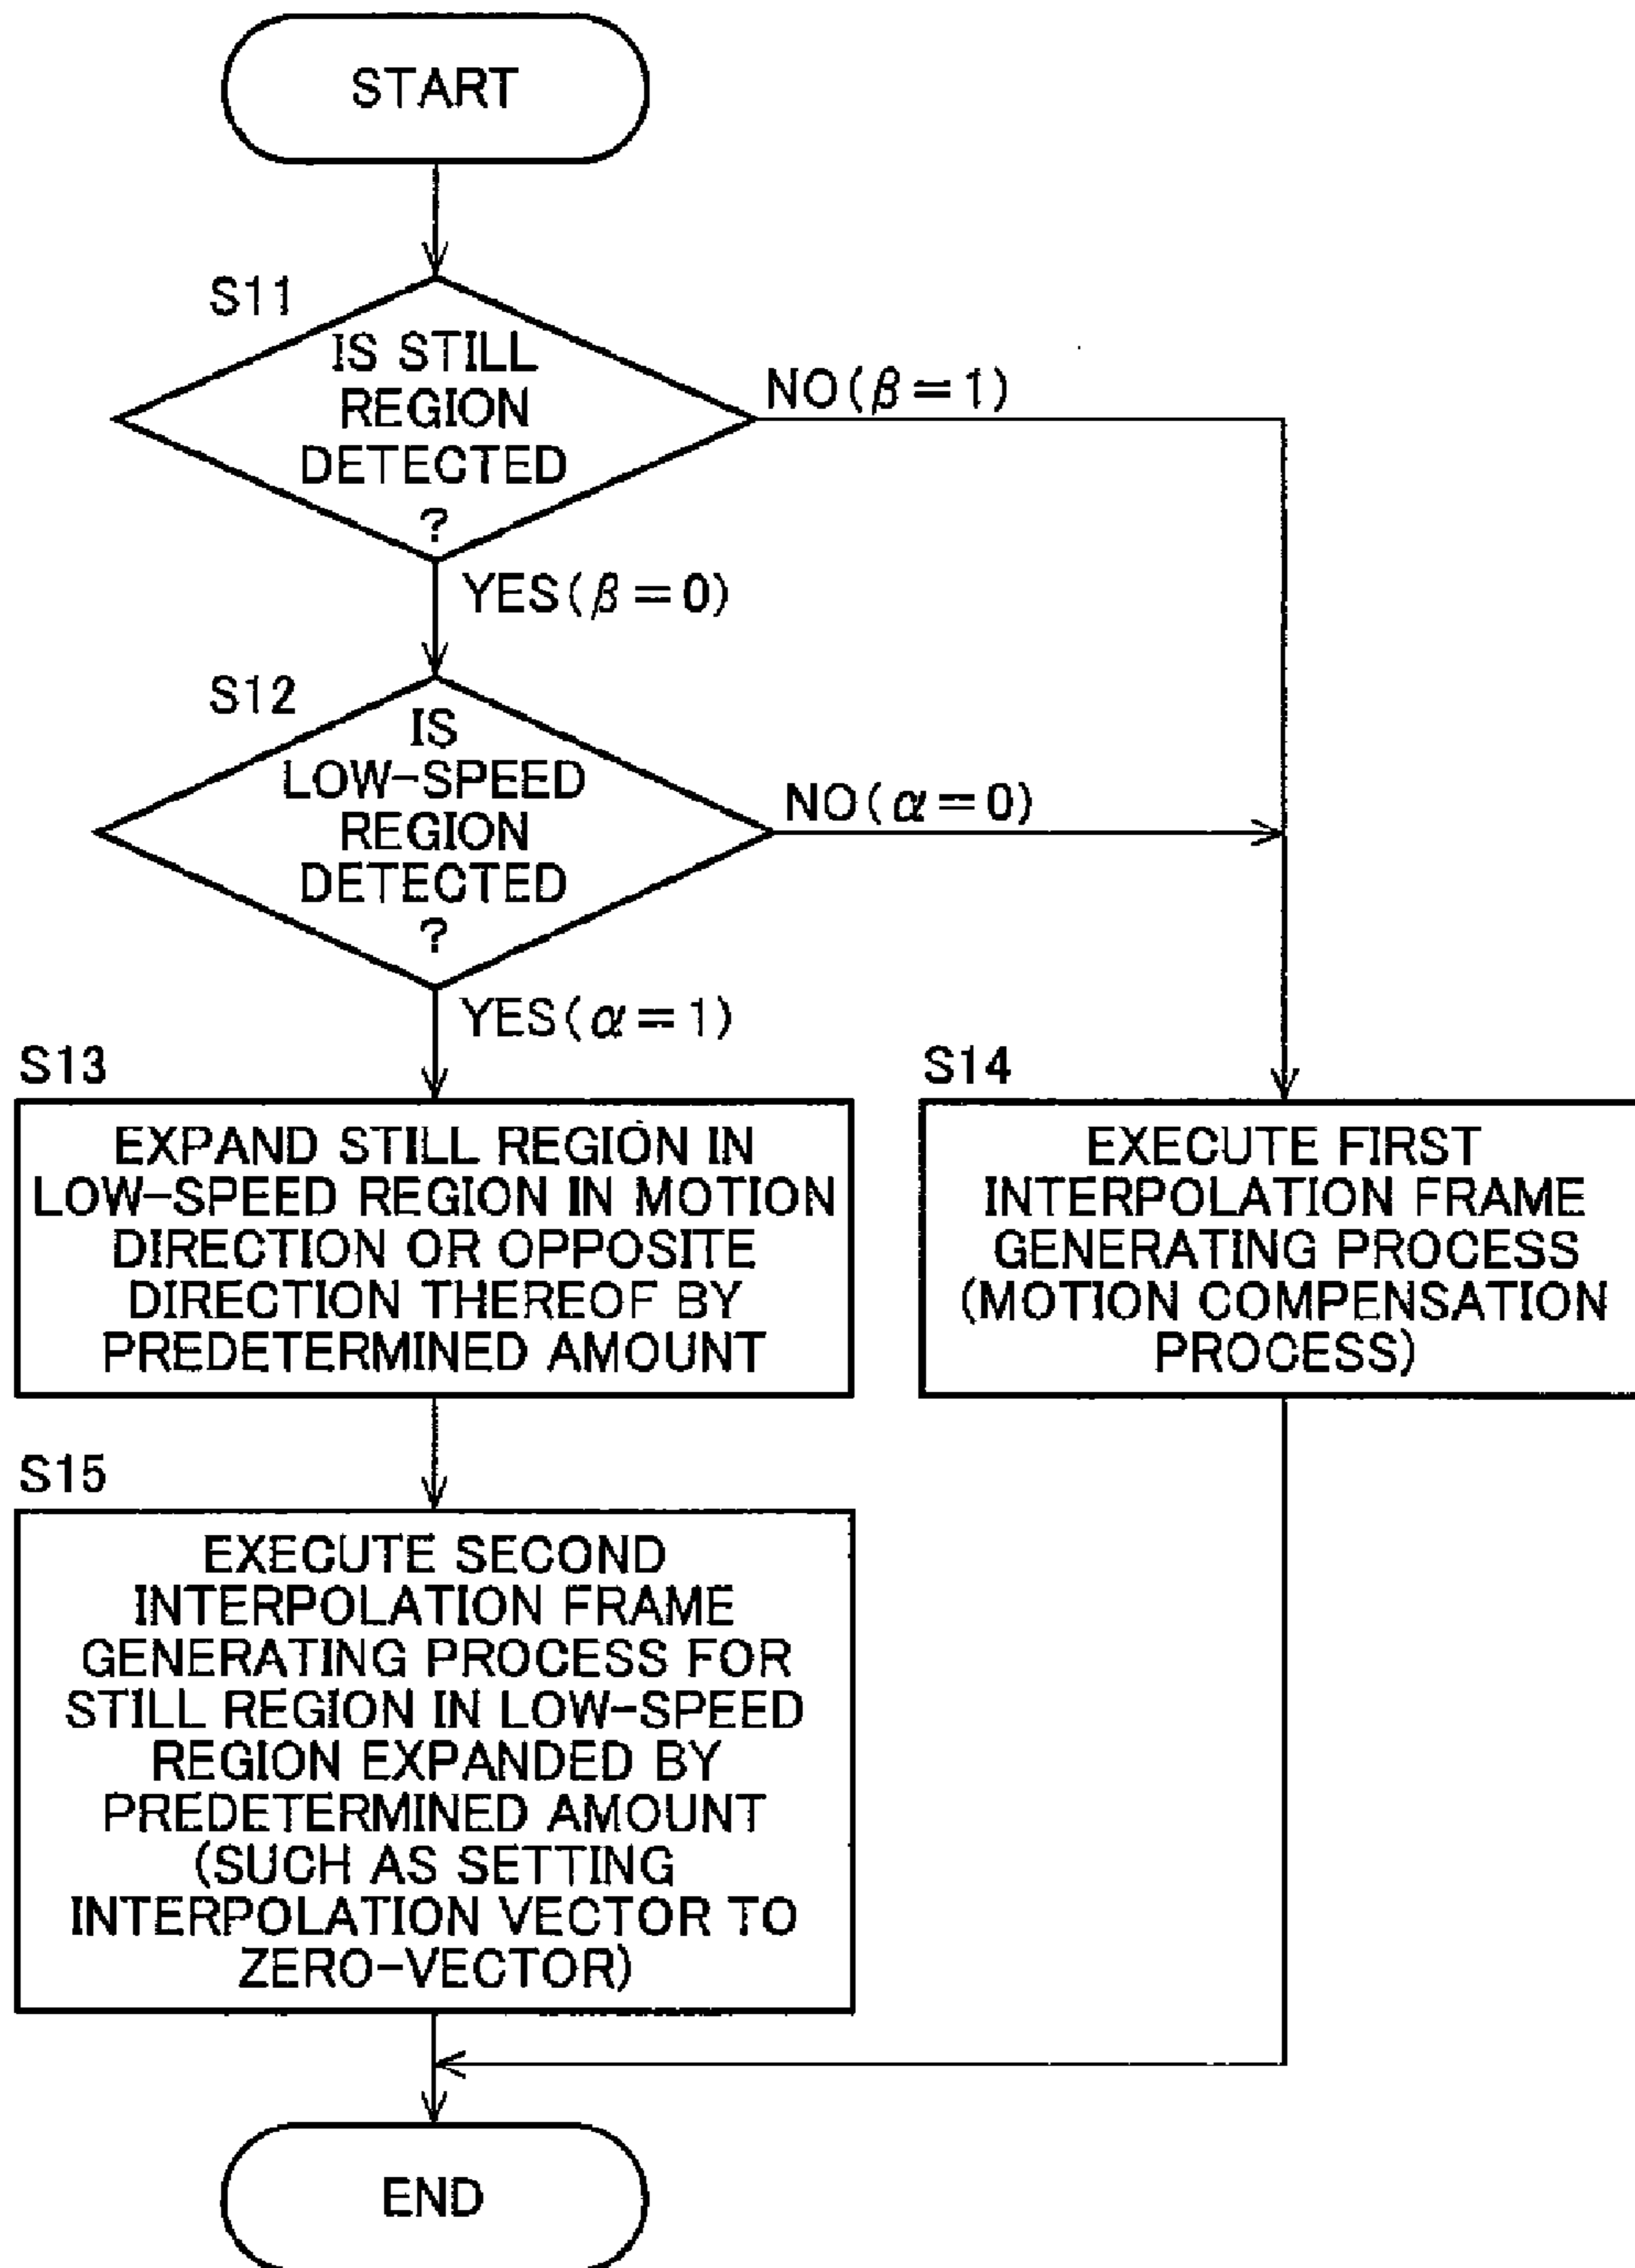 START
S11
IS STILL
REGION
DETECTED
?
NO(β=1)
YES(β=0)
S12
IS
LOW-SPEED
REGION
DETECTED
?
NO(α=0)
YES(α=1)
S13
EXPAND STILL REGION IN
LOW-SPEED REGION IN MOTION
DIRECTION OR OPPOSITE
DIRECTION THEREOF BY
PREDETERMINED AMOUNT
S14
EXECUTE FIRST
INTERPOLATION FRAME
GENERATING PROCESS
(MOTION COMPENSATION
PROCESS)
S15
EXECUTE SECOND
INTERPOLATION FRAME
GENERATING PROCESS FOR
STILL REGION IN LOW-SPEED
REGION EXPANDED BY
PREDETERMINED AMOUNT
(SUCH AS SETTING
INTERPOLATION VECTOR TO
ZERO-VECTOR)
END